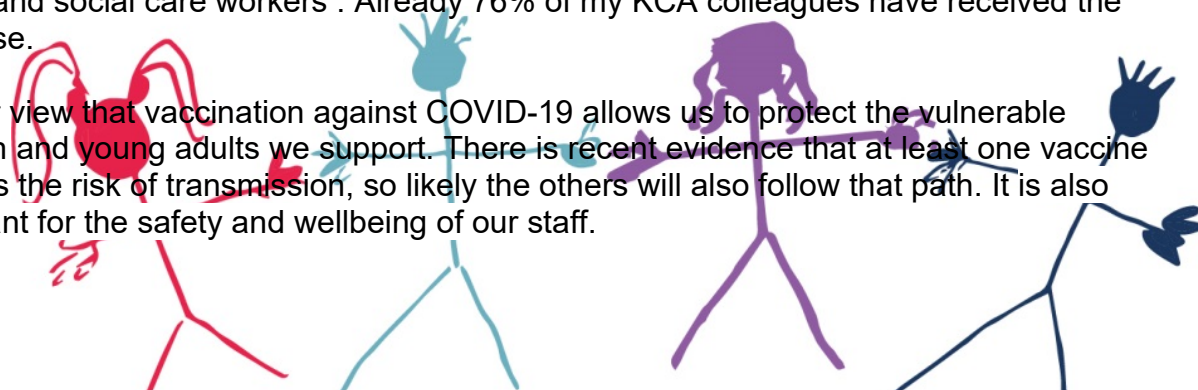 and social care workers . Already 76% of my KCA colleagues have received the
se.
view that vaccination against COVID-19 allows us to protect the vulnerable
and young adults we support. There is recent evidence that at least one vaccine
s the risk of transmission, so likely the others will also follow that path. It is also
nt for the safety and wellbeing of our staff.